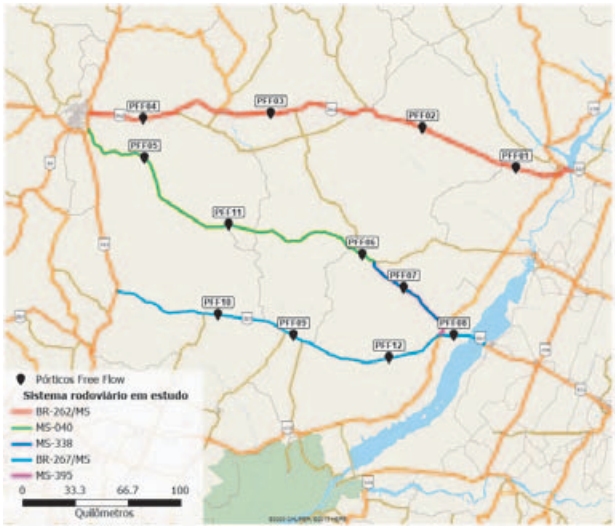 PFF04
PFF03
PFF02
PFF01
PFF05
PFF11
PFF06
PFF07
PFF10
PFF09
PFF08
PFF12
Pórticos Free Flow
Sistema rodoviário em estudo
BR-262/MS
MS-040
MS-338
BR-267/MS
MS-395
0 33.3 66.7 100
Quilômetros